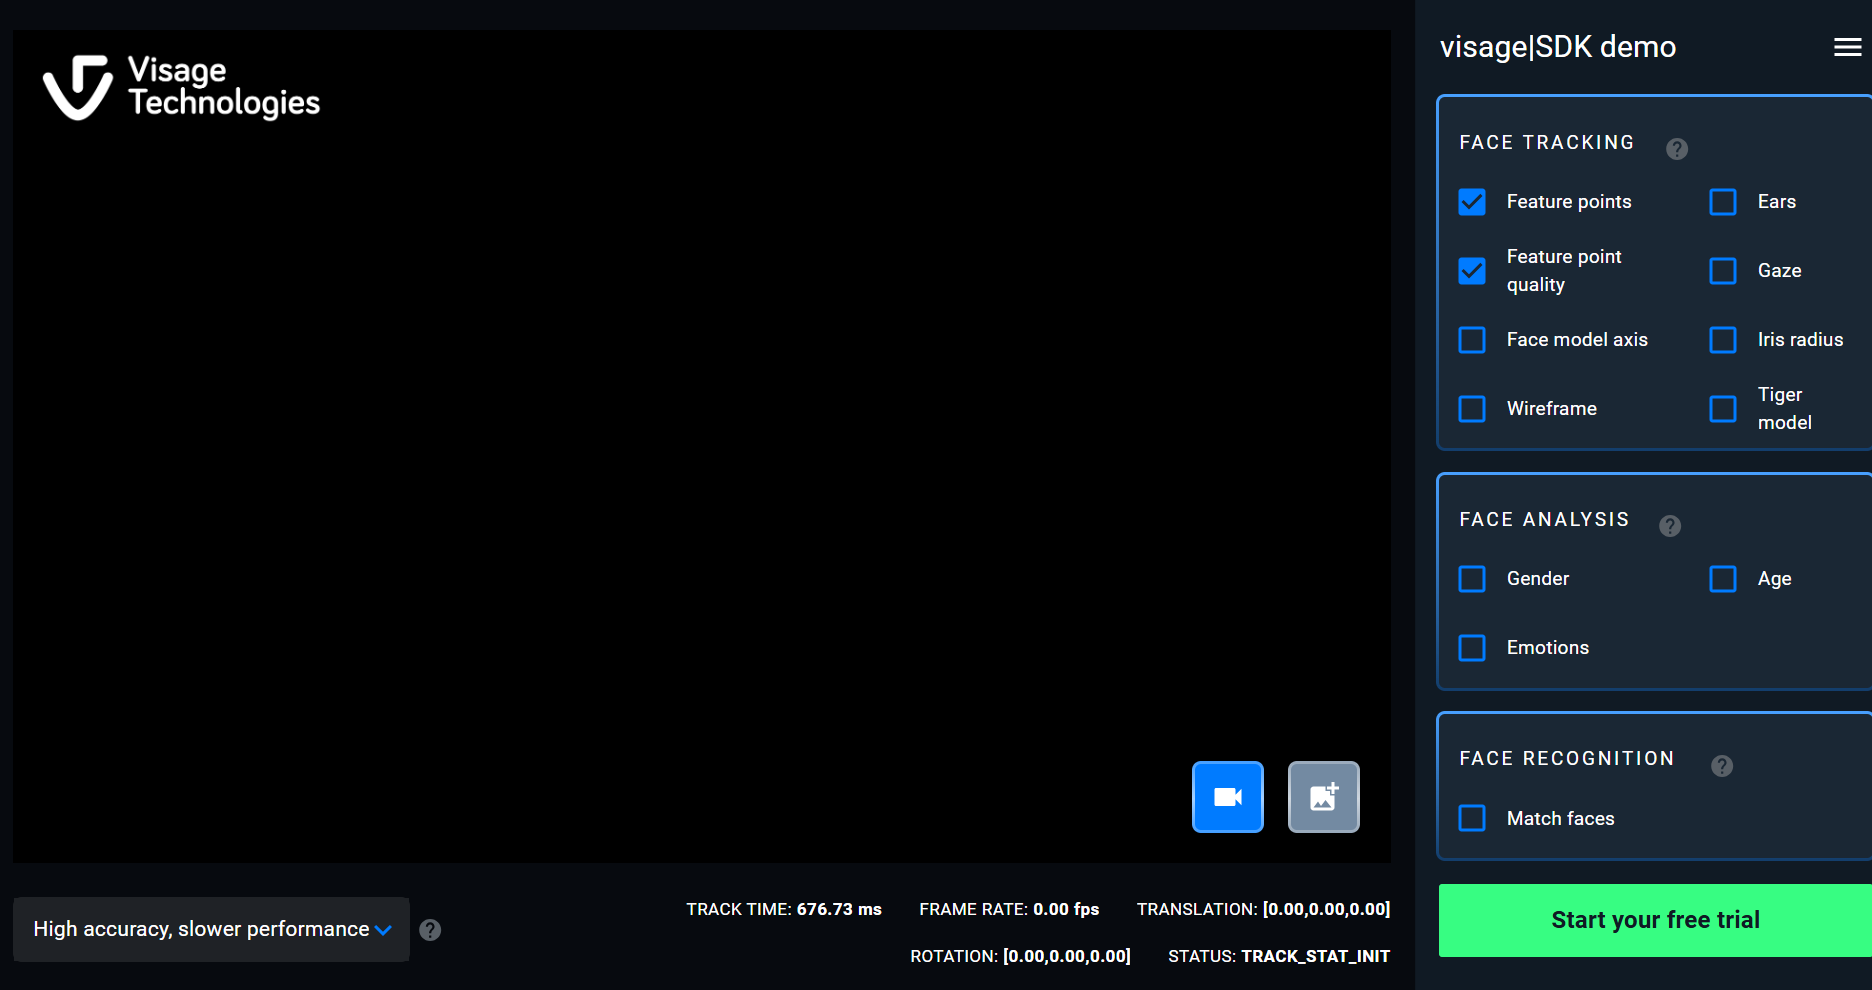 Visage
Technologies
visage|SDK demo
FACE TRACKING
Feature points
Ears
Feature point
quality
Gaze
Face model axis
Iris radius
Wireframe
Tiger
model
FACE ANALYSIS
Gender
Age
Emotions
FACE RECOGNITION
Match faces
Start your free trial
High accuracy, slower performance
TRACK TIME: 676.73 ms FRAME RATE: 0.00 fps TRANSLATION: [0.00,0.00,0.00]
ROTATION: [0.00,0.00,0.00] STATUS: TRACK_STAT_INIT